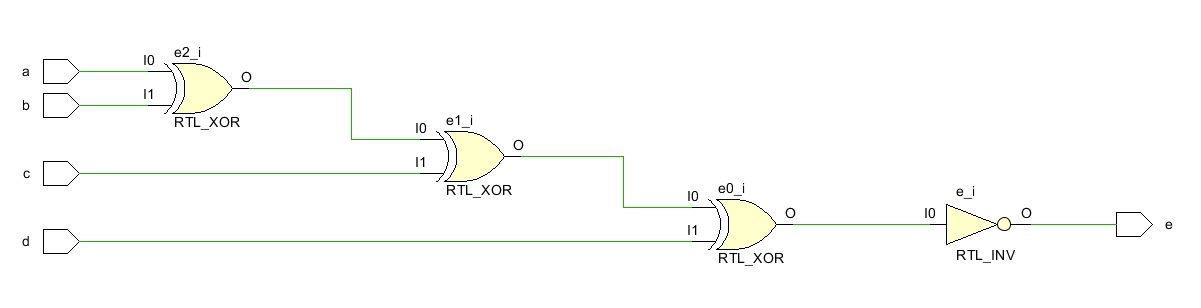 e2_i
a
I0
O
b
I1
RTL_XOR
e1_i
I0
O
c
I1
RTL_XOR
e0_i
I0
O
d
I1
RTL_XOR
e_i
I0
O
RTL_INV
e